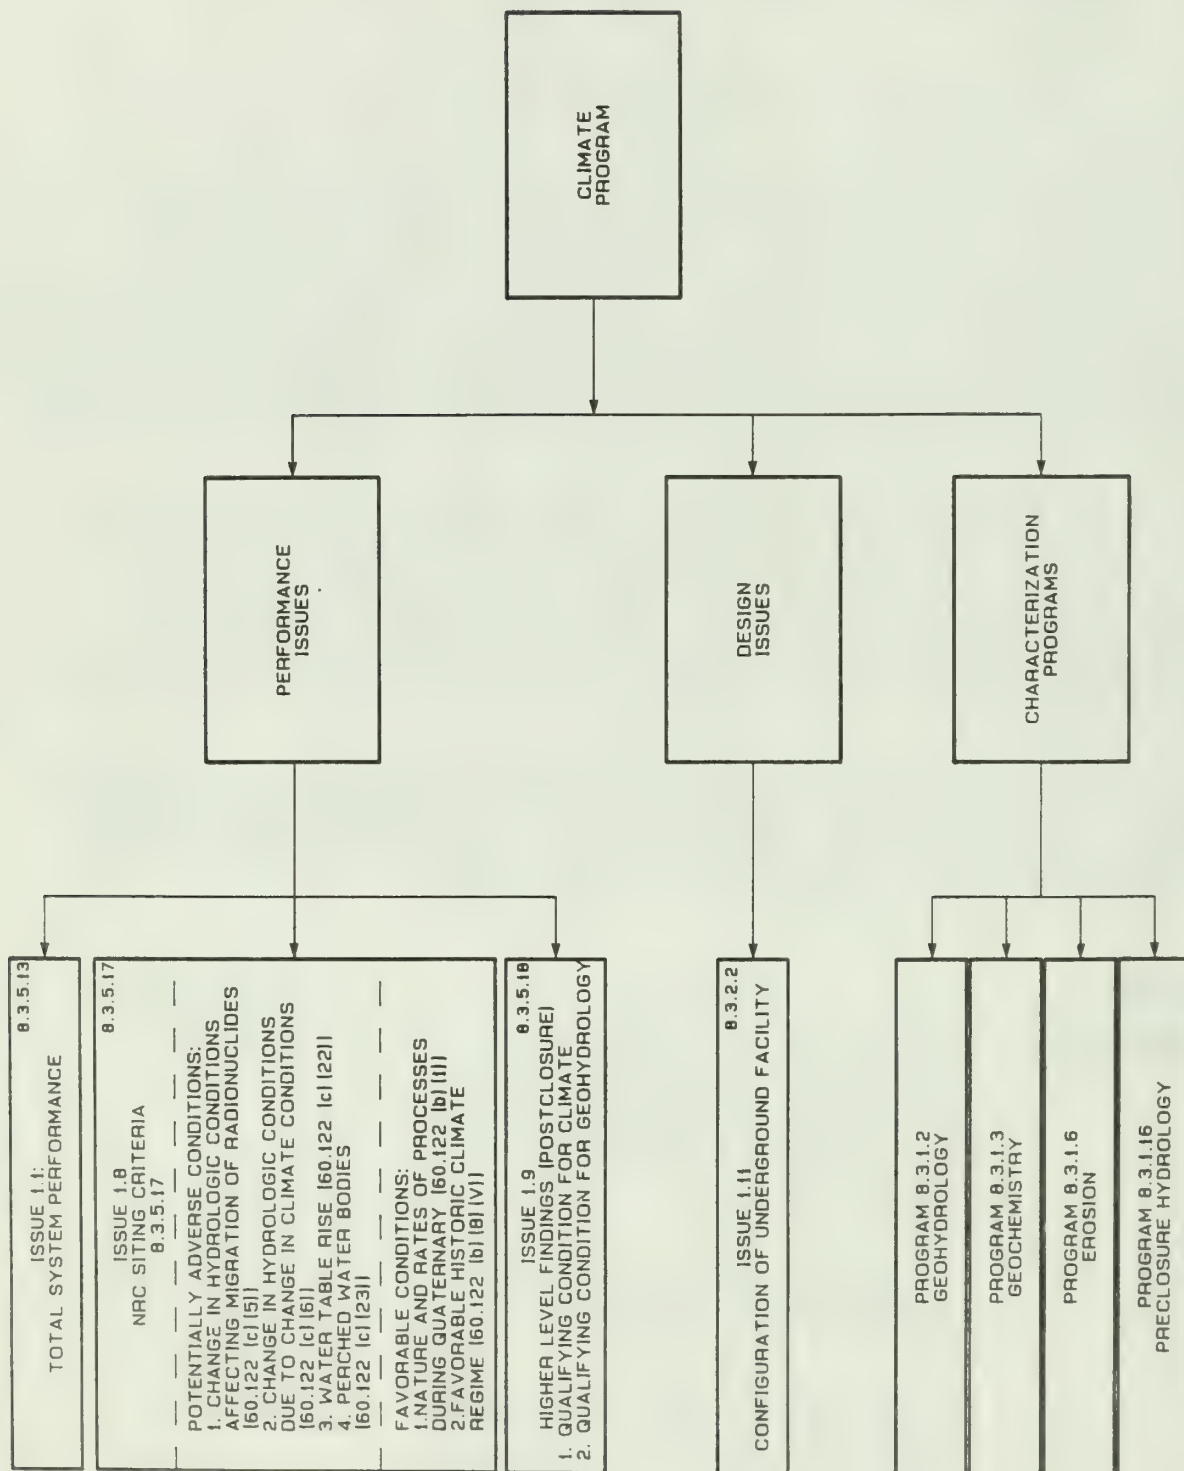 CLIMATE
PROGRAM
PERFORMANCE
ISSUES
DESIGN
ISSUES
CHARACTERIZATION
PROGRAMS
8.3.5.13
ISSUE 1.1:
TOTAL SYSTEM PERFORMANCE
8.3.5.17
ISSUE 1.8
NRC SITING CRITERIA
8.3.5.17
POTENTIALLY ADVERSE CONDITIONS:
1. CHANGE IN HYDROLOGIC CONDITIONS
AFFECTING MIGRATION OF RADIONUCLIDES
(60.122 (c) (5))
2. CHANGE IN HYDROLOGIC CONDITIONS
DUE TO CHANGE IN CLIMATE CONDITIONS
(60.122 (c) (6))
3. WATER TABLE RISE (60.122 (c) (22))
4. PERCHED WATER BODIES
(60.122 (c) (23))
FAVORABLE CONDITIONS:
1.NATURE AND RATES OF PROCESSES
DURING QUATERNARY (60.122 (b) (1))
2.FAVORABLE HISTORIC CLIMATE
REGIME (60.122 (b) (8) (V))
8.3.5.18
ISSUE 1.9
HIGHER LEVEL FINDINGS (POSTCLOSURE)
1. QUALIFYING CONDITION FOR CLIMATE
2. QUALIFYING CONDITION FOR GEOHYDROLOGY
8.3.2.2
ISSUE 1.11
CONFIGURATION OF UNDERGROUND FACILITY
PROGRAM 8.3.1.2
GEOHYDROLOGY
PROGRAM 8.3.1.3
GEOCHEMISTRY
PROGRAM 8.3.1.6
EROSION
PROGRAM 8.3.1.16
PRECLOSURE HYDROLOGY